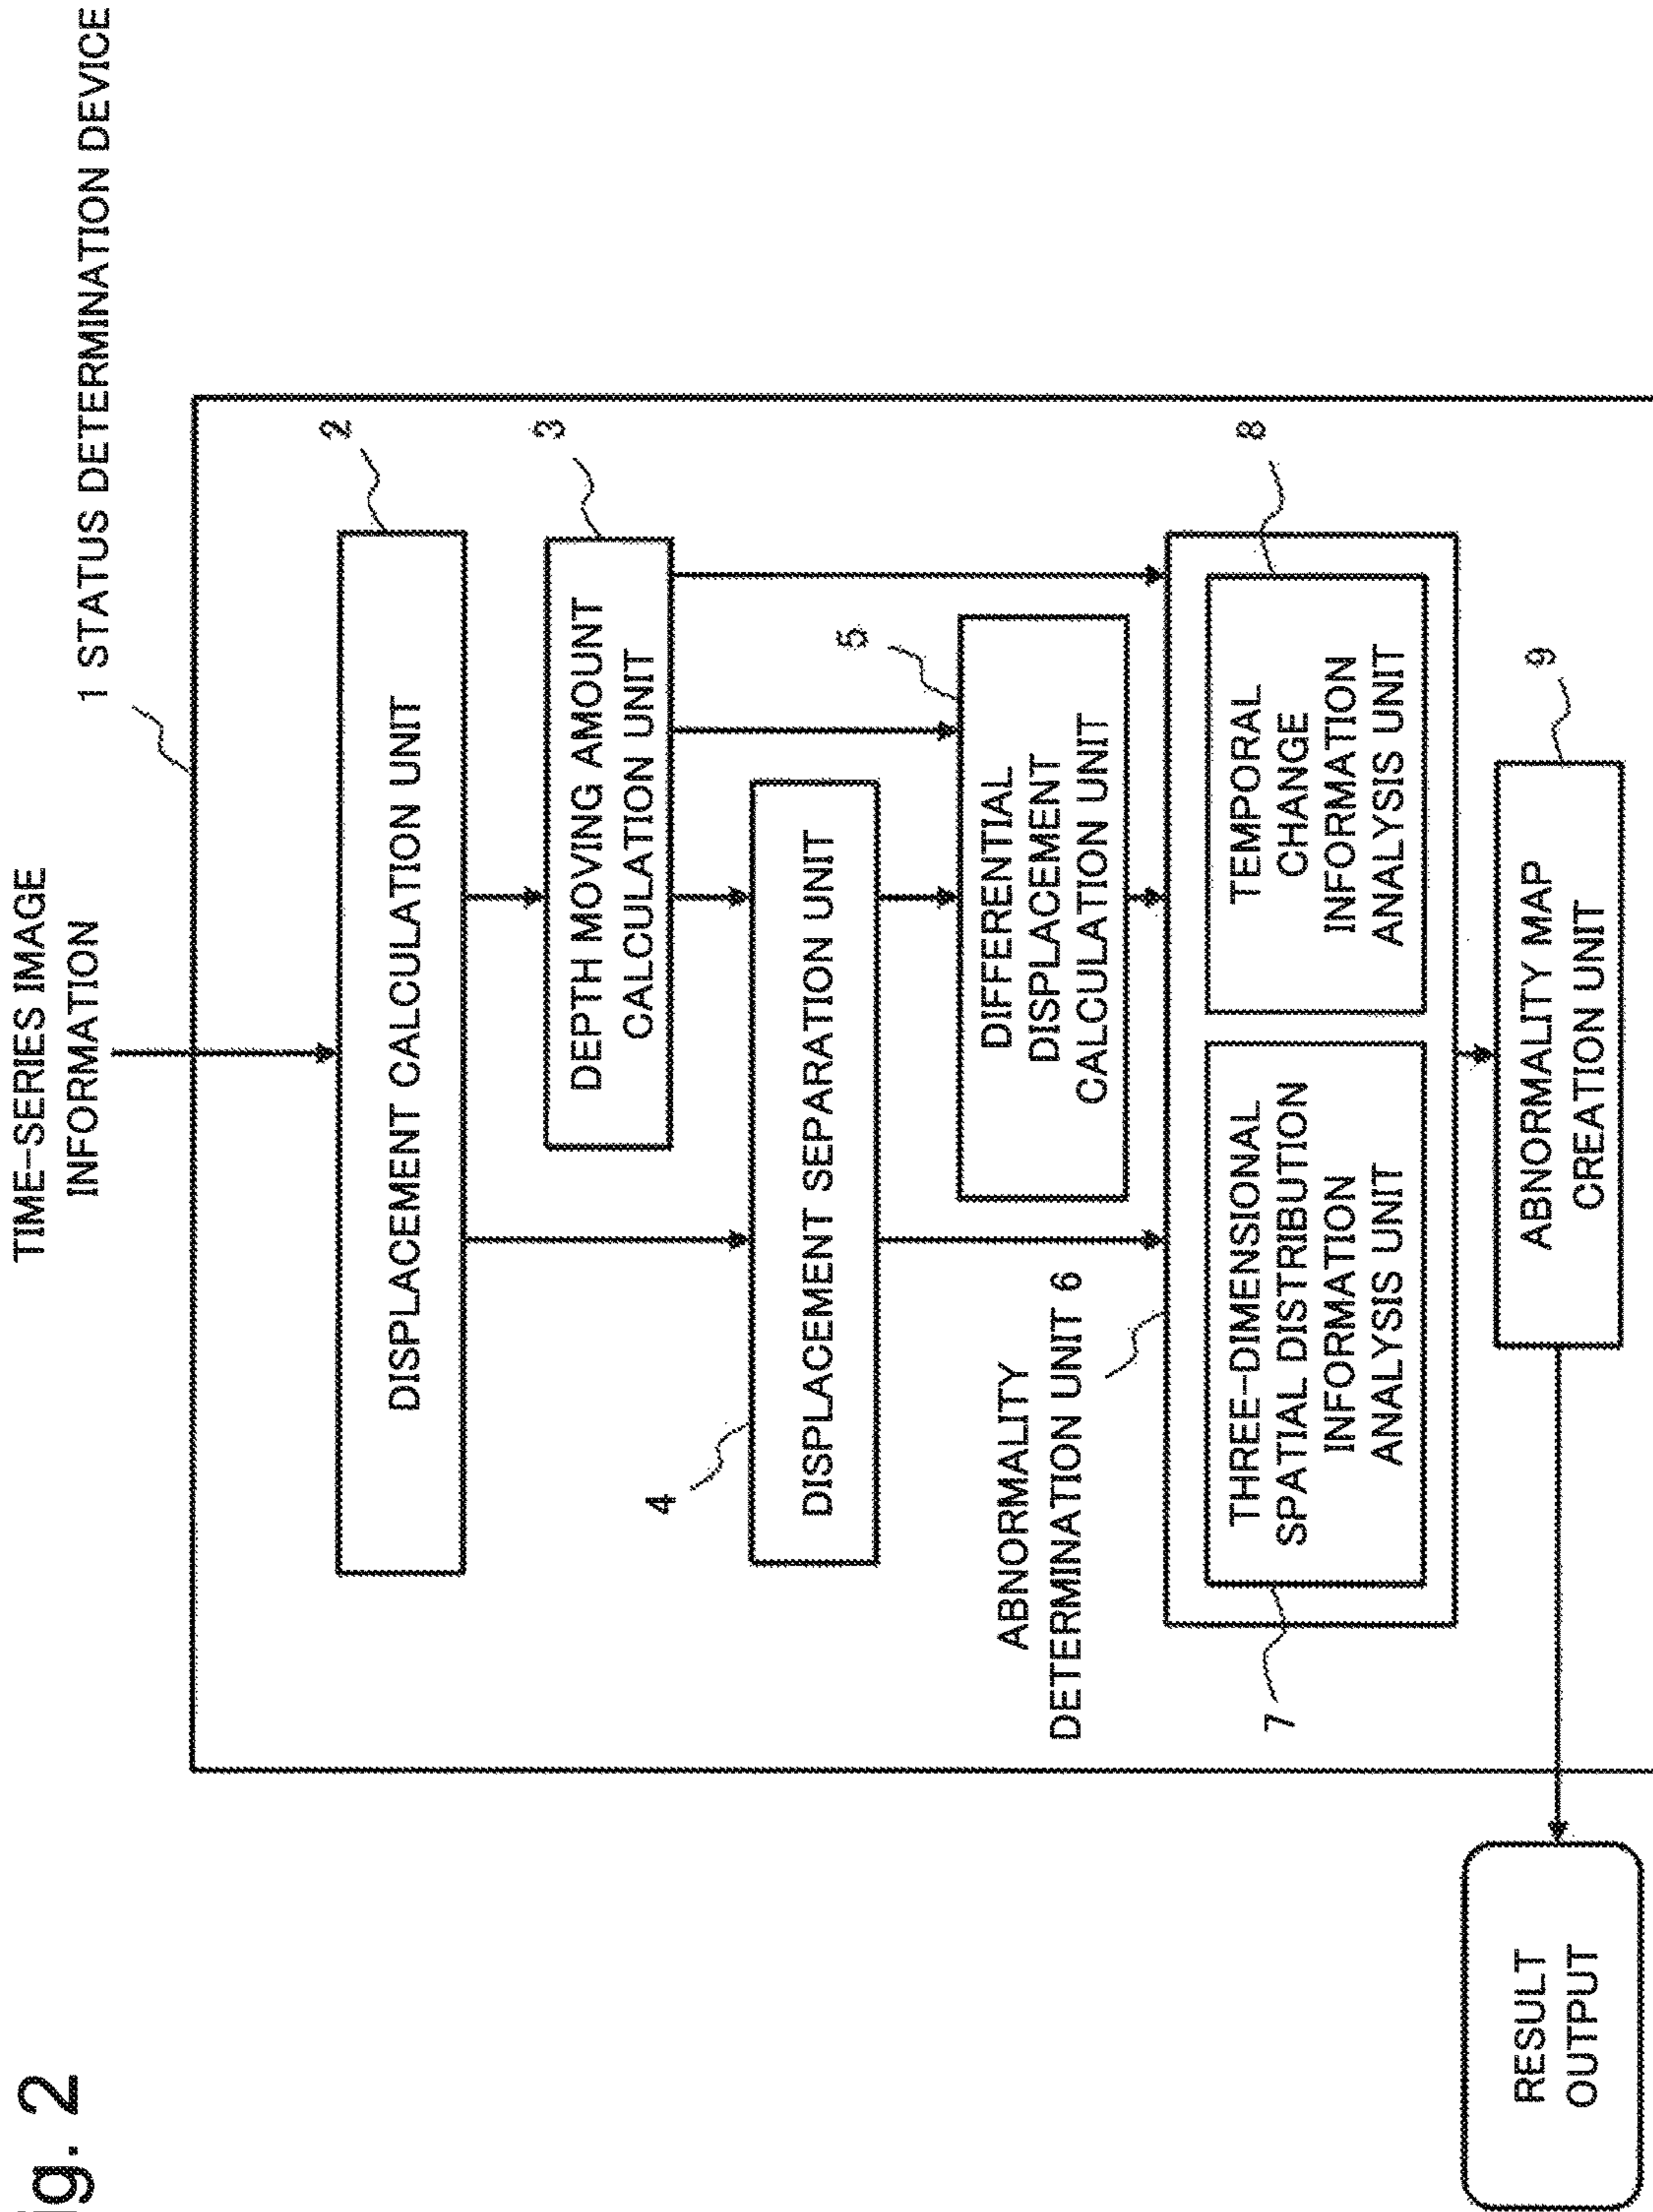 g. 2
TIME-SERIES IMAGE
INFORMATION
1 STATUS DETERMINATION DEVICE
2
DISPLACEMENT CALCULATION UNIT
3
DEPTH MOVING AMOUNT
CALCULATION UNIT
4
DISPLACEMENT SEPARATION UNIT
5
DIFFERENTIAL
DISPLACEMENT
CALCULATION UNIT
ABNORMALITY
DETERMINATION UNIT 6
7
THREE-DIMENSIONAL
SPATIAL DISTRIBUTION
INFORMATION
ANALYSIS UNIT
8
TEMPORAL
CHANGE
INFORMATION
ANALYSIS UNIT
9
ABNORMALITY MAP
CREATION UNIT
RESULT
OUTPUT